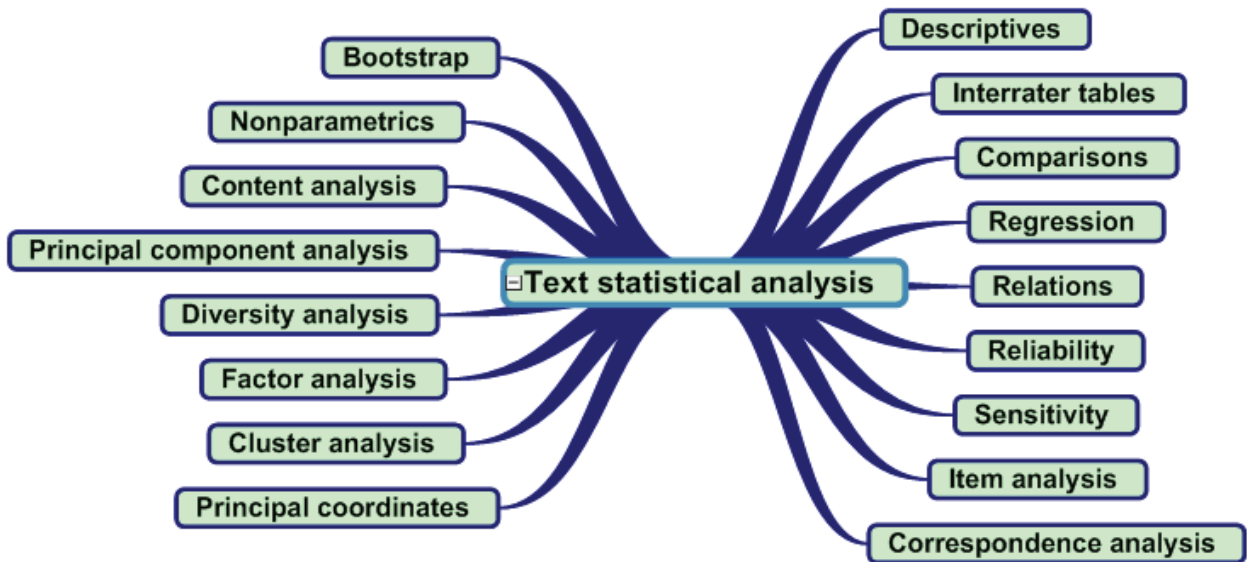 Bootstrap
Nonparametrics
Content analysis
Principal component analysis
Diversity analysis
Factor analysis
Cluster analysis
Principal coordinates
Text statistical analysis
Descriptives
Interrater tables
Comparisons
Regression
Relations
Reliability
Sensitivity
Item analysis
Correspondence analysis